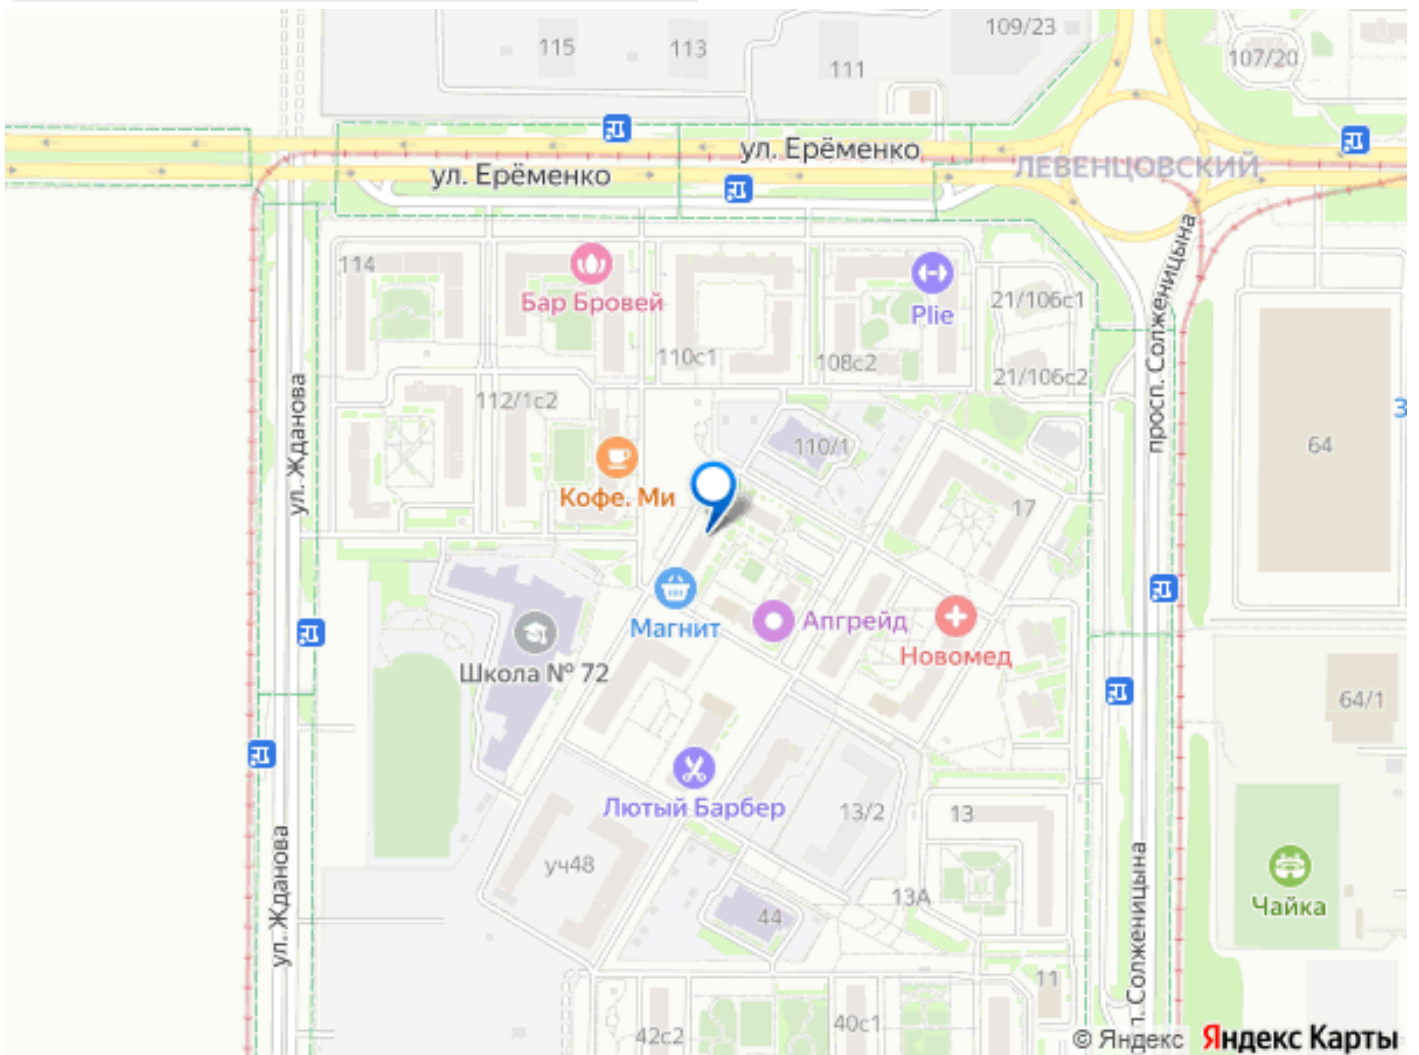 109/23
115
113
111
107/20
ул. Ерёменко
ул. Ерёменко
ЛЕВЕНЦОВСКИЙ
114
Бар Бровей
Plie
21/106с1
просп. Солженицына
110с1
108с2
21/106с2
ул. Жданова
112/1с2
З
110/1
64
Кофе. Ми
17
Магнит
Апгрейд
Новомед
Школа № 72
64/1
Лютый Барбер
13/2
13
уч48
13А
44
Чайка
ул. Жданова
п. Солженицына
11
42с2
40с1
© Яндекс Яндекс Карты